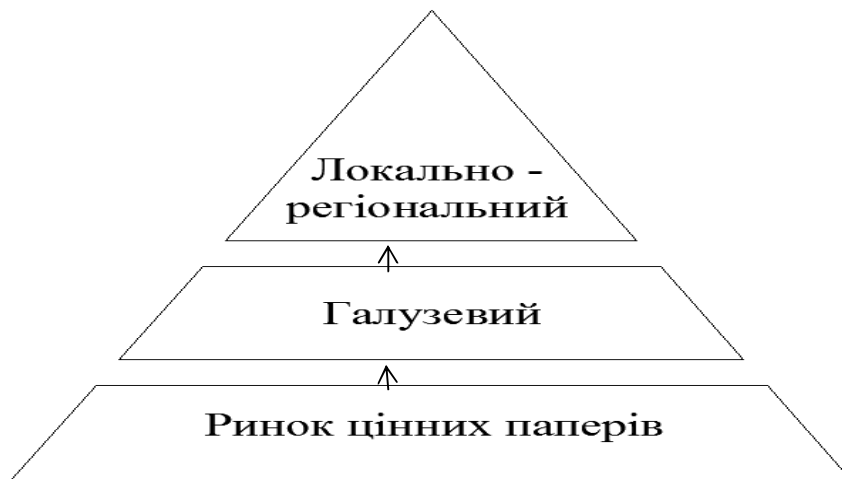 Локально -
регіональний
Галузевий
Ринок цінних паперів